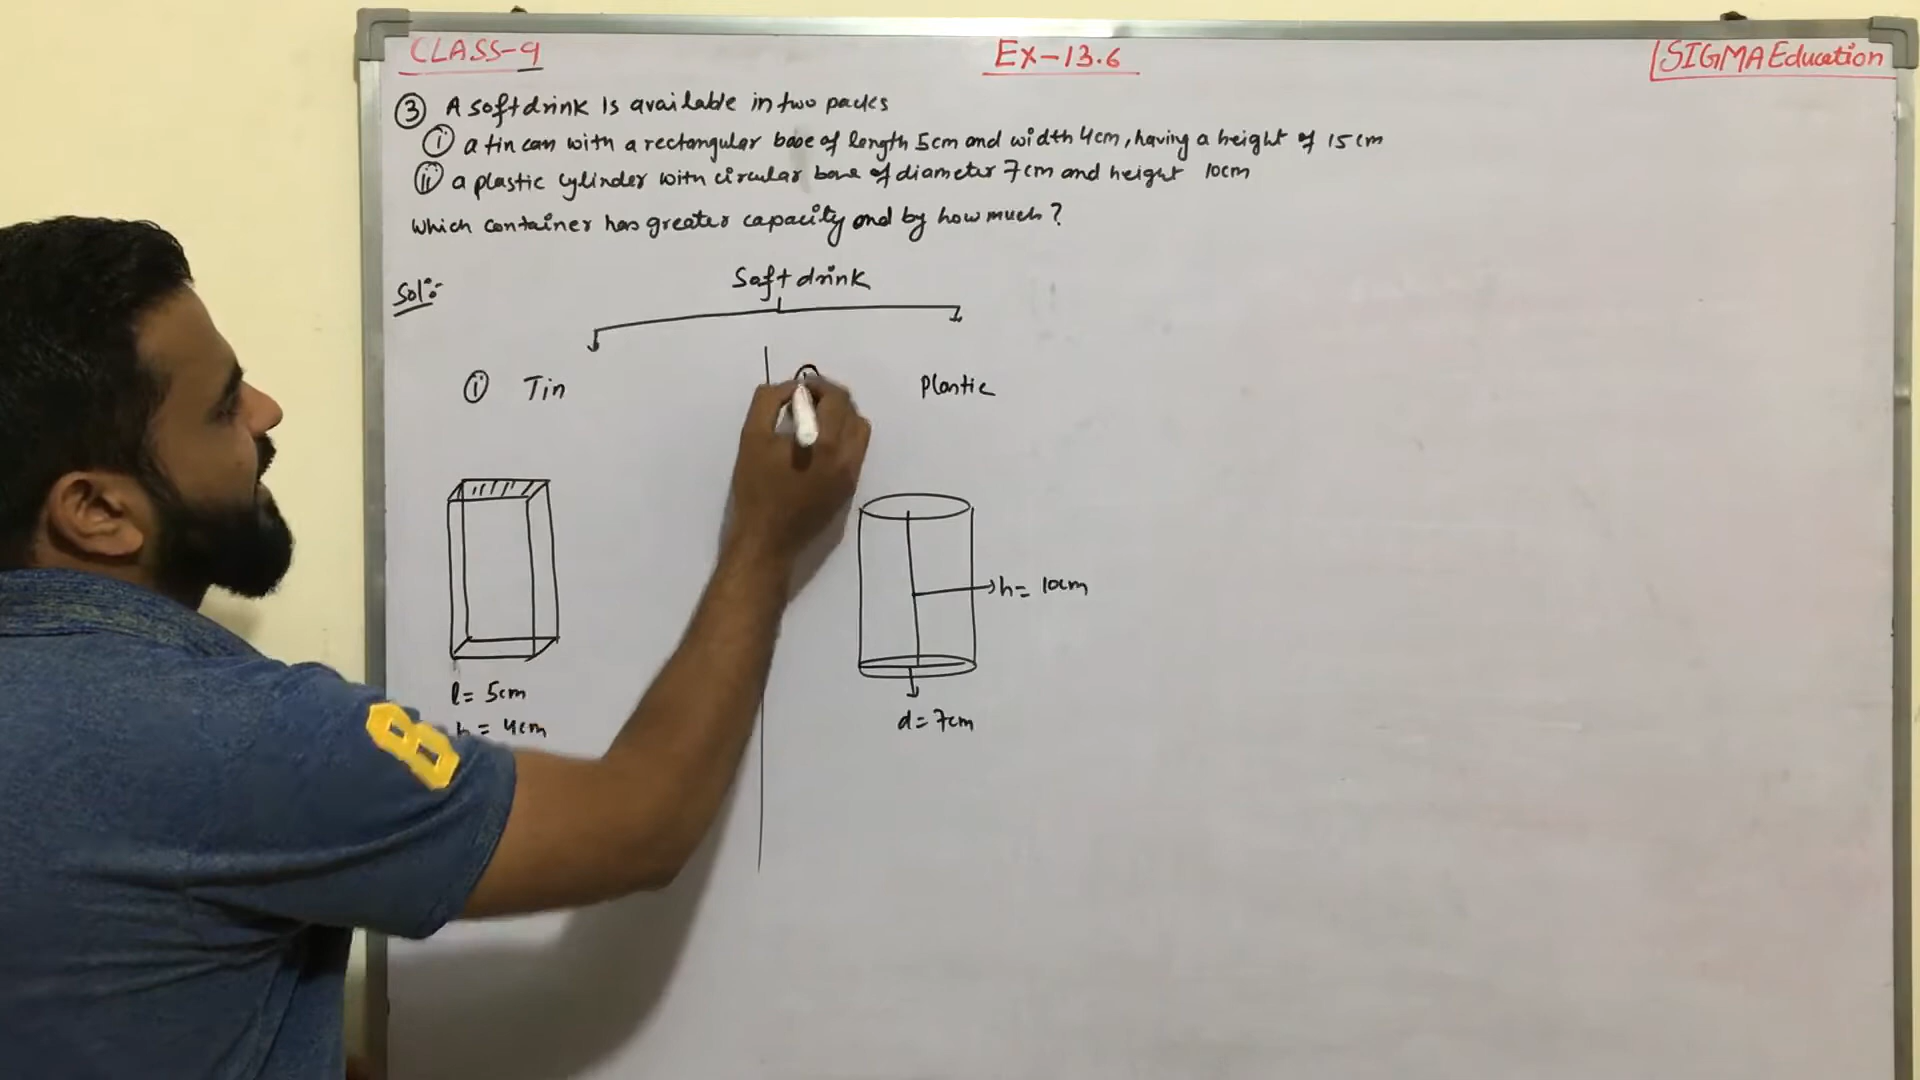 CLASS-9
Ex-13.6
SIGMA Education
③ A soft drink is available in two packs
ⓘ a tin can with a rectangular base of length 5cm and width 4cm, having a height of 15cm
ⓘⓘ a plastic cylinder with circular base of diameter 7cm and height 10cm
Which container has greater capacity and by how much?
Sol:-
Soft drink
ⓘ Tin
Plastic
h= 10cm
l= 5cm
b= 4cm
d= 7cm
B